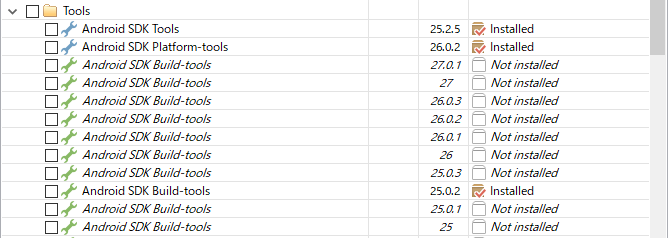 Tools
Android SDK Tools 25.2.5 Installed
Android SDK Platform-tools 26.0.2 Installed
Android SDK Build-tools 27.0.1 Not installed
Android SDK Build-tools 27 Not installed
Android SDK Build-tools 26.0.3 Not installed
Android SDK Build-tools 26.0.2 Not installed
Android SDK Build-tools 26.0.1 Not installed
Android SDK Build-tools 26 Not installed
Android SDK Build-tools 25.0.3 Not installed
Android SDK Build-tools 25.0.2 Installed
Android SDK Build-tools 25.0.1 Not installed
Android SDK Build-tools 25 Not installed